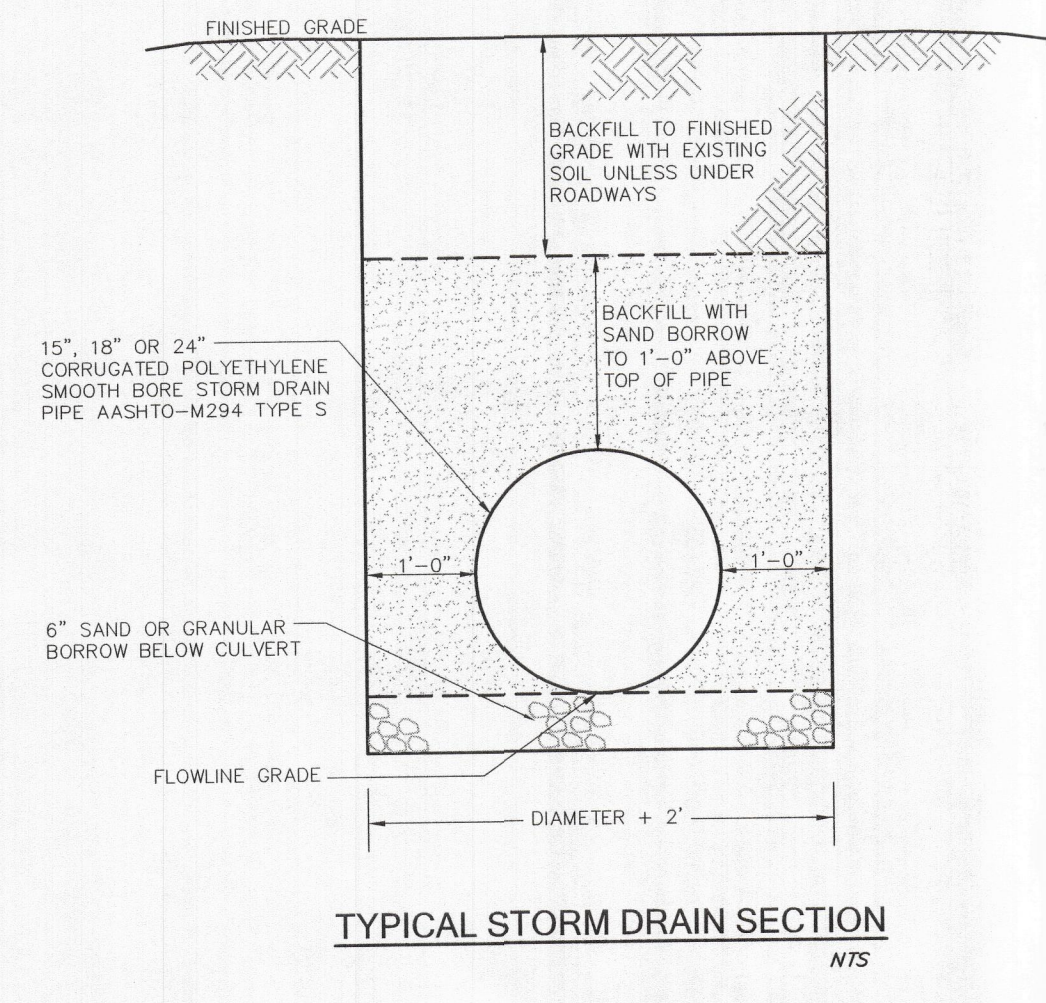 FINISHED GRADE
BACKFILL TO FINISHED
GRADE WITH EXISTING
SOIL UNLESS UNDER
ROADWAYS
BACKFILL WITH
SAND BORROW
TO 1'-0" ABOVE
TOP OF PIPE
15", 18" OR 24"
CORRUGATED POLYETHYLENE
SMOOTH BORE STORM DRAIN
PIPE AASHTO-M294 TYPE S
1'-0"
1'-0"
6" SAND OR GRANULAR
BORROW BELOW CULVERT
FLOWLINE GRADE
DIAMETER + 2'
TYPICAL STORM DRAIN SECTION
NTS